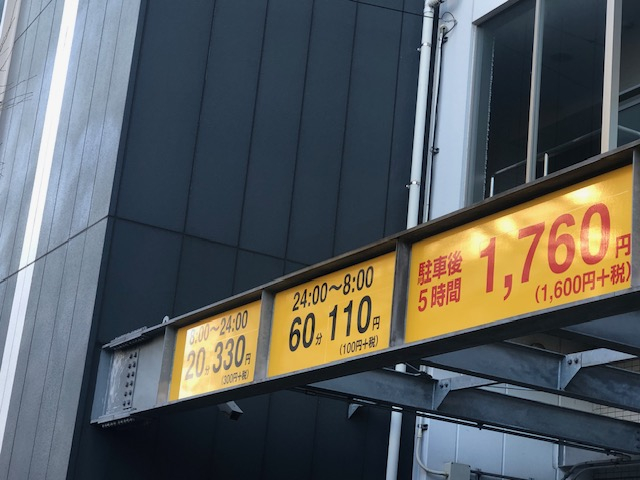 8:00～24:00
20分 330円
(300円+税)
24:00～8:00
60分 110円
(100円+税)
駐車後
5時間
1,760円
(1,600円+税)